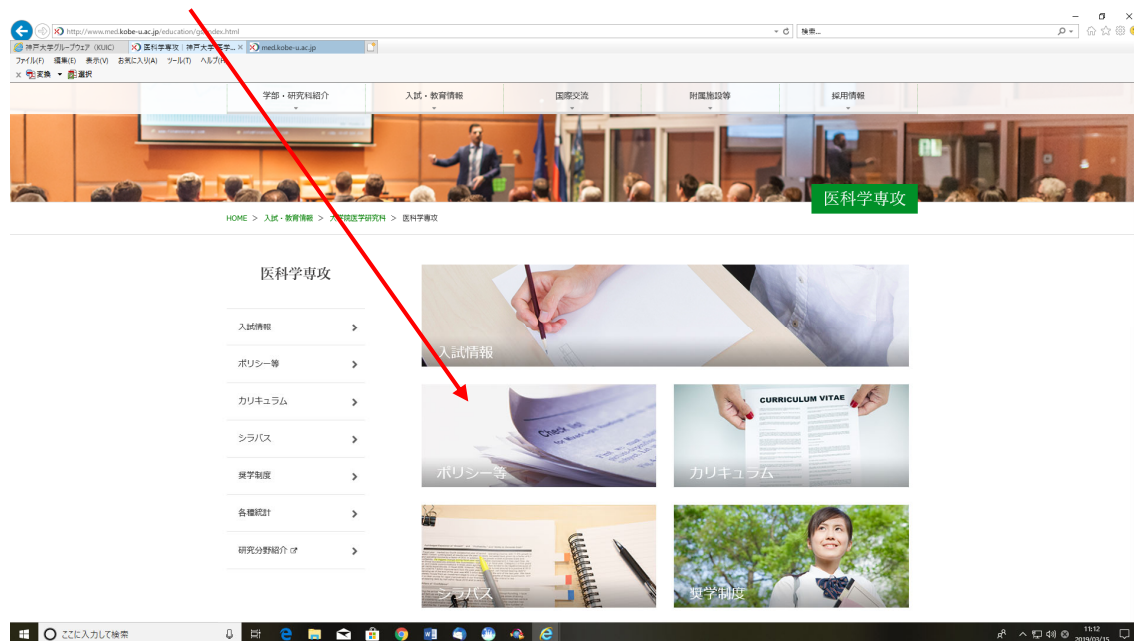 http://www.med.kobe-u.ac.jp/education/gs/index.html
検索...
神戸大学グループウェア（KUIC）
医科学専攻｜神戸大学医学...
med.kobe-u.ac.jp
ファイル(F) 編集(E) 表示(V) お気に入り(A) ツール(T) ヘルプ(H)
x 変換 ▼ 選択
学部・研究科紹介 入試・教育情報 国際交流 附属施設等 採用情報
医科学専攻
HOME > 入試・教育情報 > 大学院医学研究科 > 医科学専攻
医科学専攻
入試情報
ポリシー等
カリキュラム
シラバス
奨学制度
各種統計
研究分野紹介
入試情報
Check list
ポリシー等
CURRICULUM VITAE
カリキュラム
シラバス
奨学制度
ここに入力して検索
11:12
2019/03/15